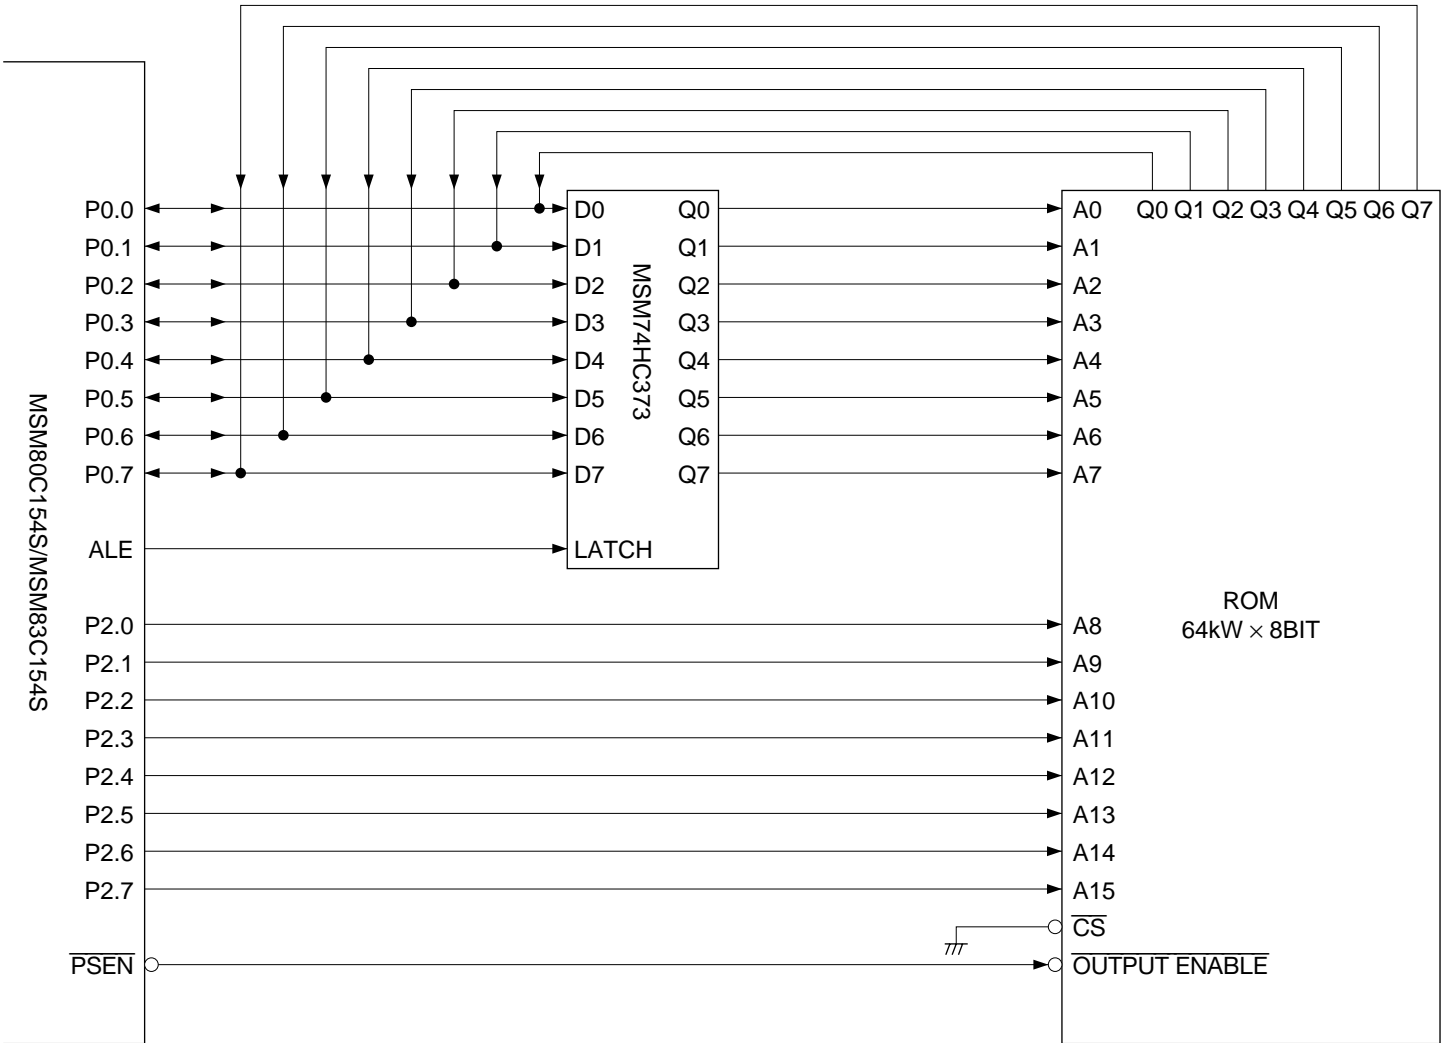 P0.0 D0 Q0 A0 Q0 Q1 Q2 Q3 Q4 Q5 Q6 Q7
P0.1 D1 Q1 A1
P0.2 D2 Q2 A2
P0.3 D3 Q3 A3
P0.4 D4 Q4 A4
P0.5 D5 Q5 A5
P0.6 D6 Q6 A6
P0.7 D7 Q7 A7
MSM74HC373
ALE LATCH
MSM80C154S/MSM83C154S
ROM
64kW × 8BIT
P2.0 A8
P2.1 A9
P2.2 A10
P2.3 A11
P2.4 A12
P2.5 A13
P2.6 A14
P2.7 A15
CS
PSEN OUTPUT ENABLE